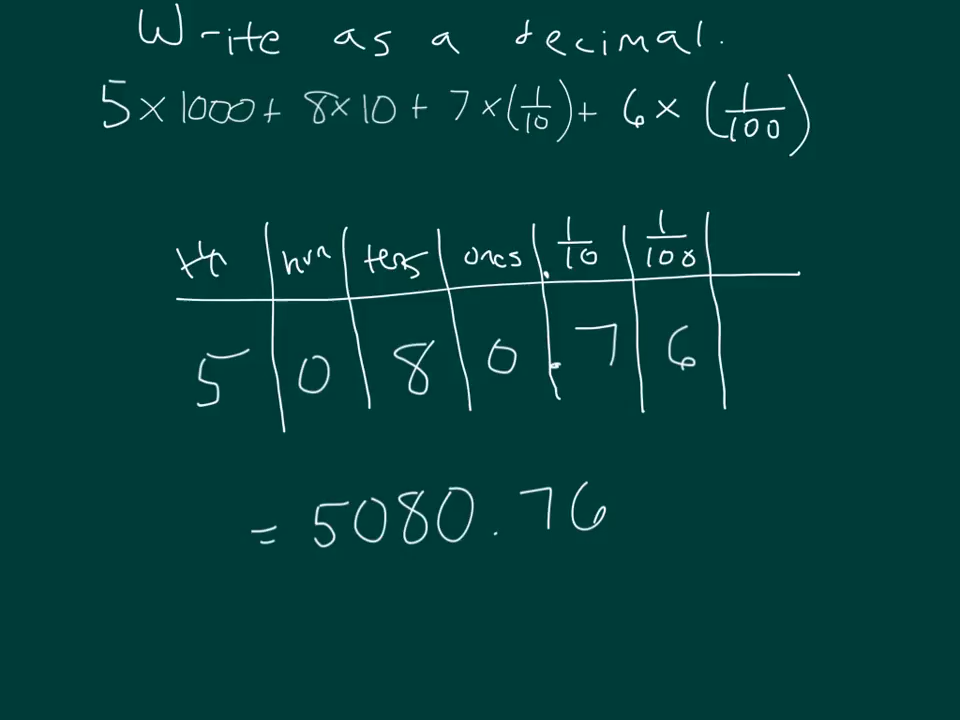 Write as a decimal.
5 × 1000 + 8 × 10 + 7 × (1/10) + 6 × (1/100)
th hun tens ones . 1/10 1/100
5 0 8 0 . 7 6
= 5080.76